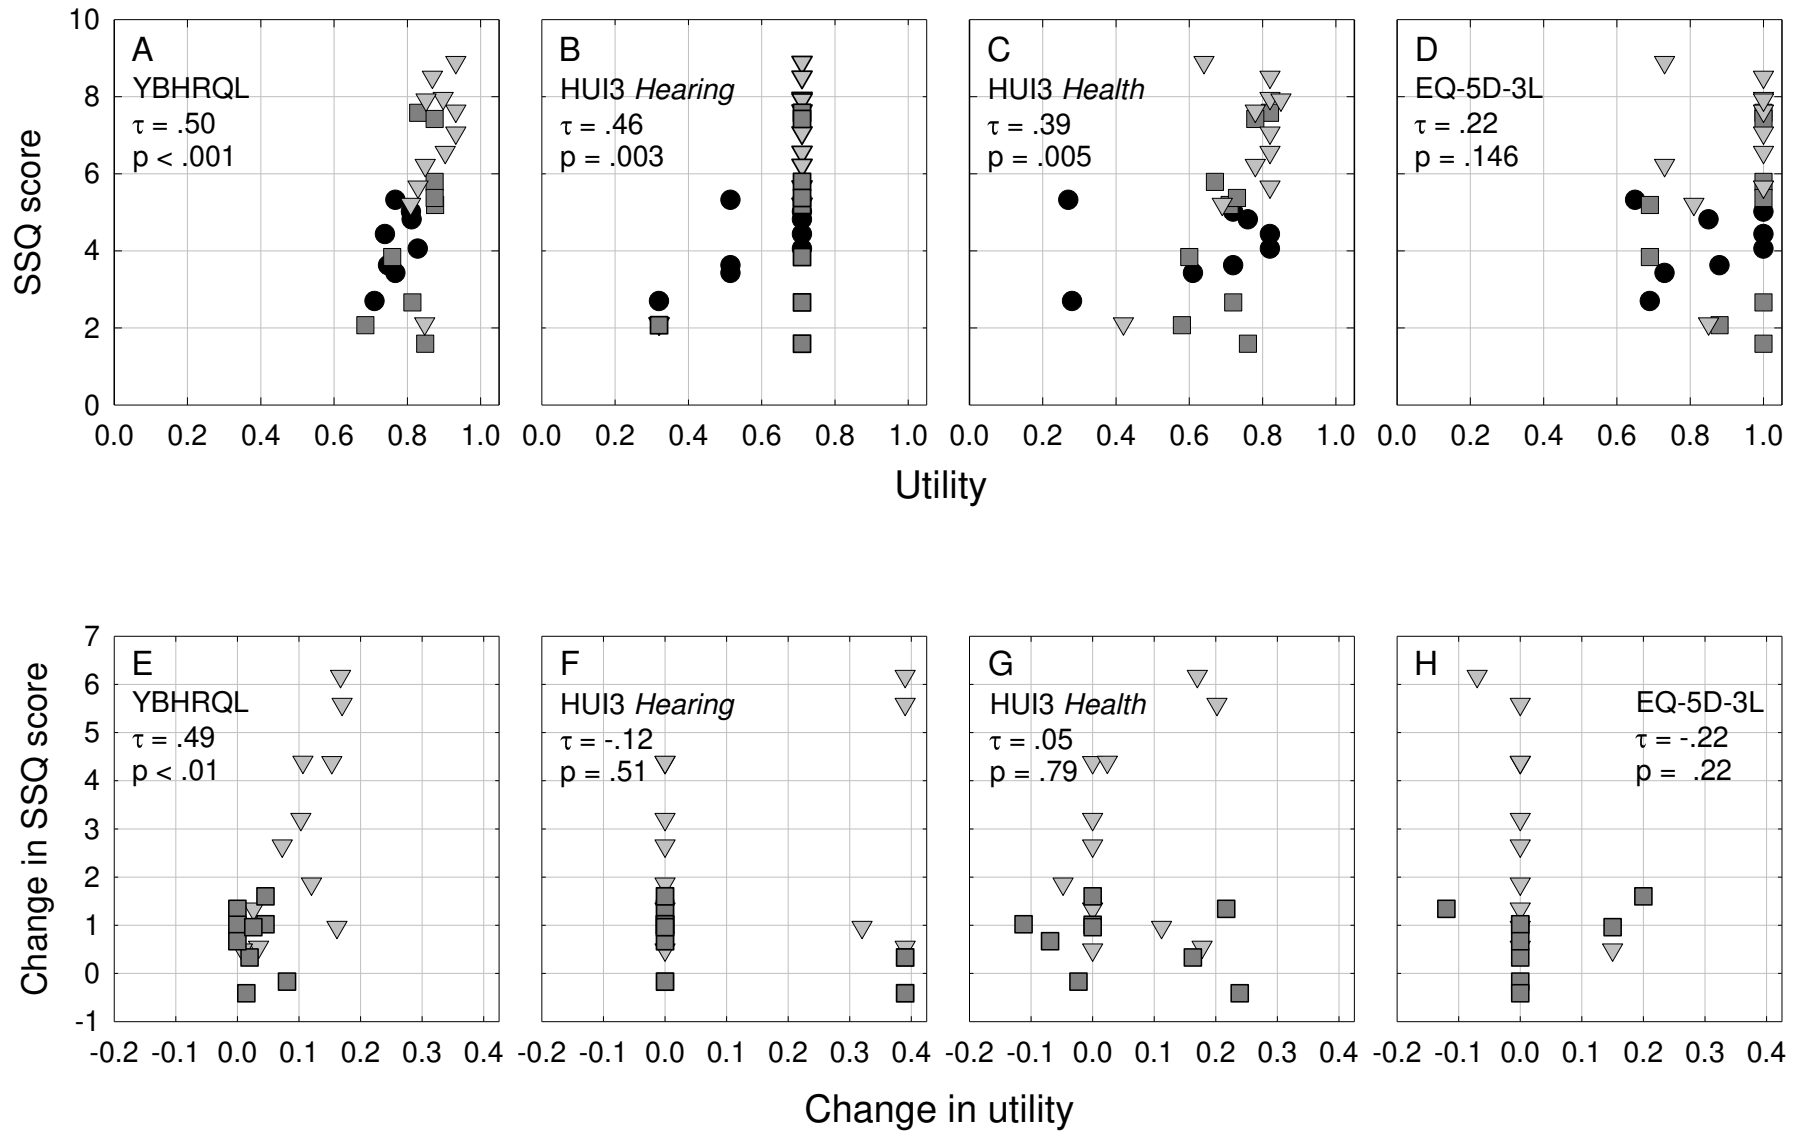 10
8
6
4
2
0
SSQ score
A
YBHRQL
τ = .50
p < .001
0.0 0.2 0.4 0.6 0.8 1.0
B
HUI3 Hearing
τ = .46
p = .003
0.0 0.2 0.4 0.6 0.8 1.0
C
HUI3 Health
τ = .39
p = .005
0.0 0.2 0.4 0.6 0.8 1.0
D
EQ-5D-3L
τ = .22
p = .146
0.0 0.2 0.4 0.6 0.8 1.0
Utility
7
6
5
4
3
2
1
0
-1
Change in SSQ score
E
YBHRQL
τ = .49
p < .01
-0.2 -0.1 0.0 0.1 0.2 0.3 0.4
F
HUI3 Hearing
τ = -.12
p = .51
-0.2 -0.1 0.0 0.1 0.2 0.3 0.4
G
HUI3 Health
τ = .05
p = .79
-0.2 -0.1 0.0 0.1 0.2 0.3 0.4
H
EQ-5D-3L
τ = -.22
p = .22
-0.2 -0.1 0.0 0.1 0.2 0.3 0.4
Change in utility